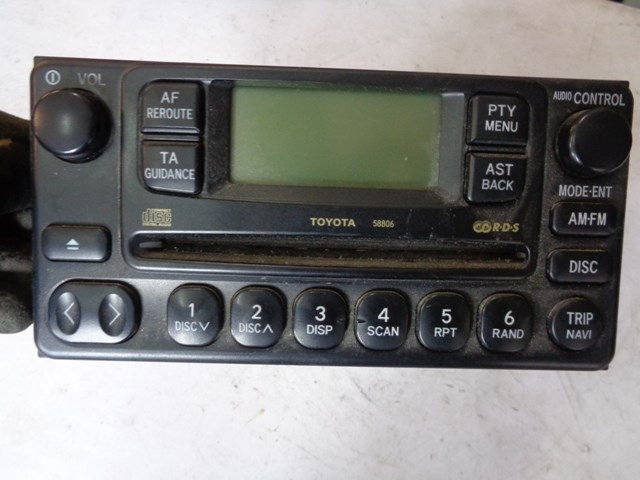 VOL
AF
REROUTE
TA
GUIDANCE
PTY
MENU
AST
BACK
AUDIO CONTROL
MODE·ENT
AM·FM
DISC
disc
TOYOTA 58806
R·D·S
1
DISC
2
DISC
3
DISP
4
SCAN
5
RPT
6
RAND
TRIP
NAVI